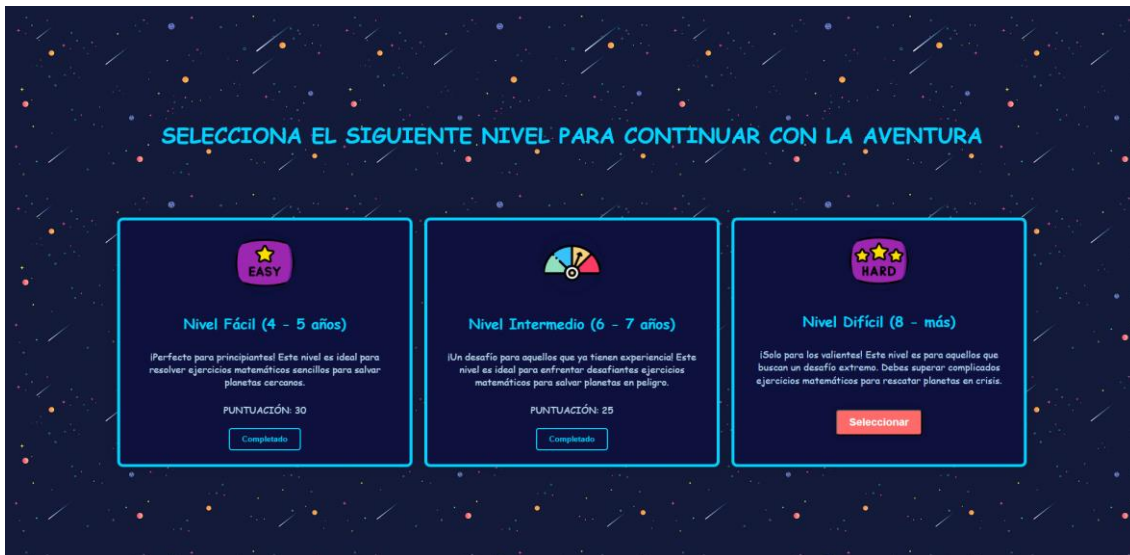 SELECCIONA EL SIGUIENTE NIVEL PARA CONTINUAR CON LA AVENTURA
EASY
Nivel Fácil (4 - 5 años)
¡Perfecto para principiantes! Este nivel es ideal para
resolver ejercicios matemáticos sencillos para salvar
planetas cercanos.
PUNTUACIÓN: 30
Completado
Nivel Intermedio (6 - 7 años)
¡Un desafío para aquellos que ya tienen experiencia! Este
nivel es ideal para enfrentar desafiantes ejercicios
matemáticos para salvar planetas en peligro.
PUNTUACIÓN: 25
Completado
HARD
Nivel Difícil (8 - más)
¡Solo para los valientes! Este nivel es para aquellos que
buscan un desafío extremo. Debes superar complicados
ejercicios matemáticos para rescatar planetas en crisis.
Seleccionar